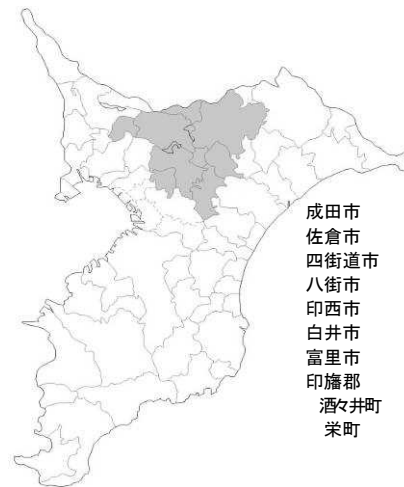 成田市
佐倉市
四街道市
八街市
印西市
白井市
富里市
印旛郡
酒々井町
栄町